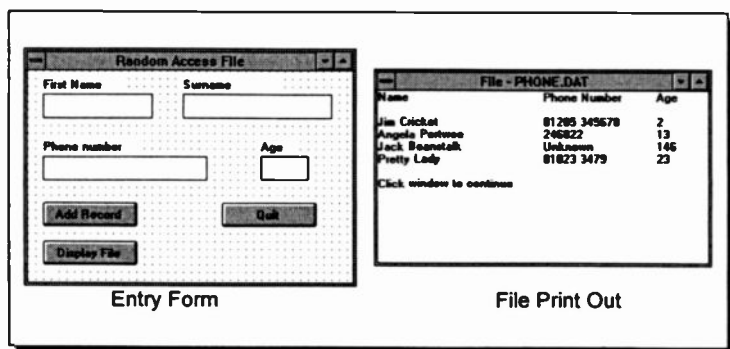 Random Access File
First Name Surname
Phone number Age
Add Record Quit
Display File
Entry Form
File - PHONE.DAT
Name Phone Number Age
Jim Cricket 01205 345678 2
Angela Partwee 246822 13
Jack Beanstalk Unknown 146
Pretty Lady 01023 3479 23
Click window to continue
File Print Out